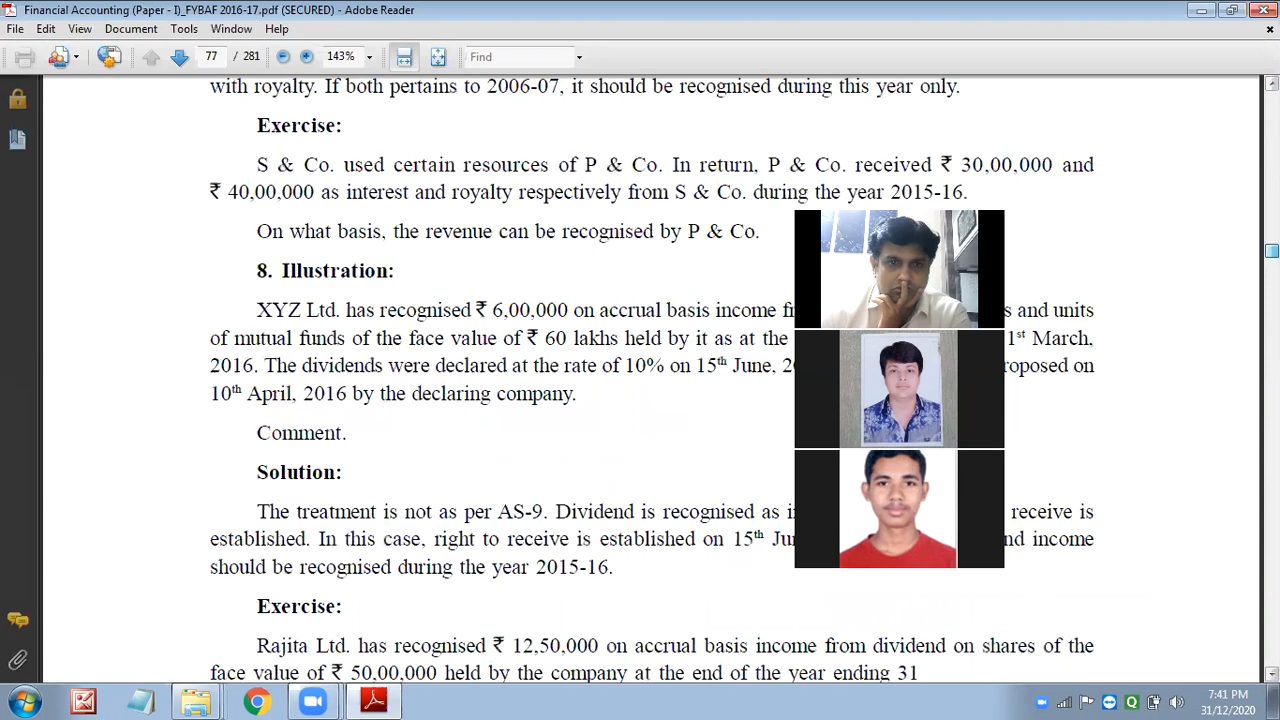 Financial Accounting (Paper - I)_FYBAF 2016-17.pdf (SECURED) - Adobe Reader
File Edit View Document Tools Window Help
77 / 281 143% Find
with royalty. If both pertains to 2006-07, it should be recognised during this year only.
Exercise:
S & Co. used certain resources of P & Co. In return, P & Co. received ₹ 30,00,000 and
₹ 40,00,000 as interest and royalty respectively from S & Co. during the year 2015-16.
On what basis, the revenue can be recognised by P & Co.
8. Illustration:
XYZ Ltd. has recognised ₹ 6,00,000 on accrual basis income and units
of mutual funds of the face value of ₹ 60 lakhs held by it as at the 1st March,
2016. The dividends were declared at the rate of 10% on 15th June, on
10th April, 2016 by the declaring company.
Comment.
Solution:
The treatment is not as per AS-9. Dividend is recognised as receive is
established. In this case, right to receive is established on 15th income
should be recognised during the year 2015-16.
Exercise:
Rajita Ltd. has recognised ₹ 12,50,000 on accrual basis income from dividend on shares of the
face value of ₹ 50,00,000 held by the company at the end of the year ending 31
7:41 PM
31/12/2020